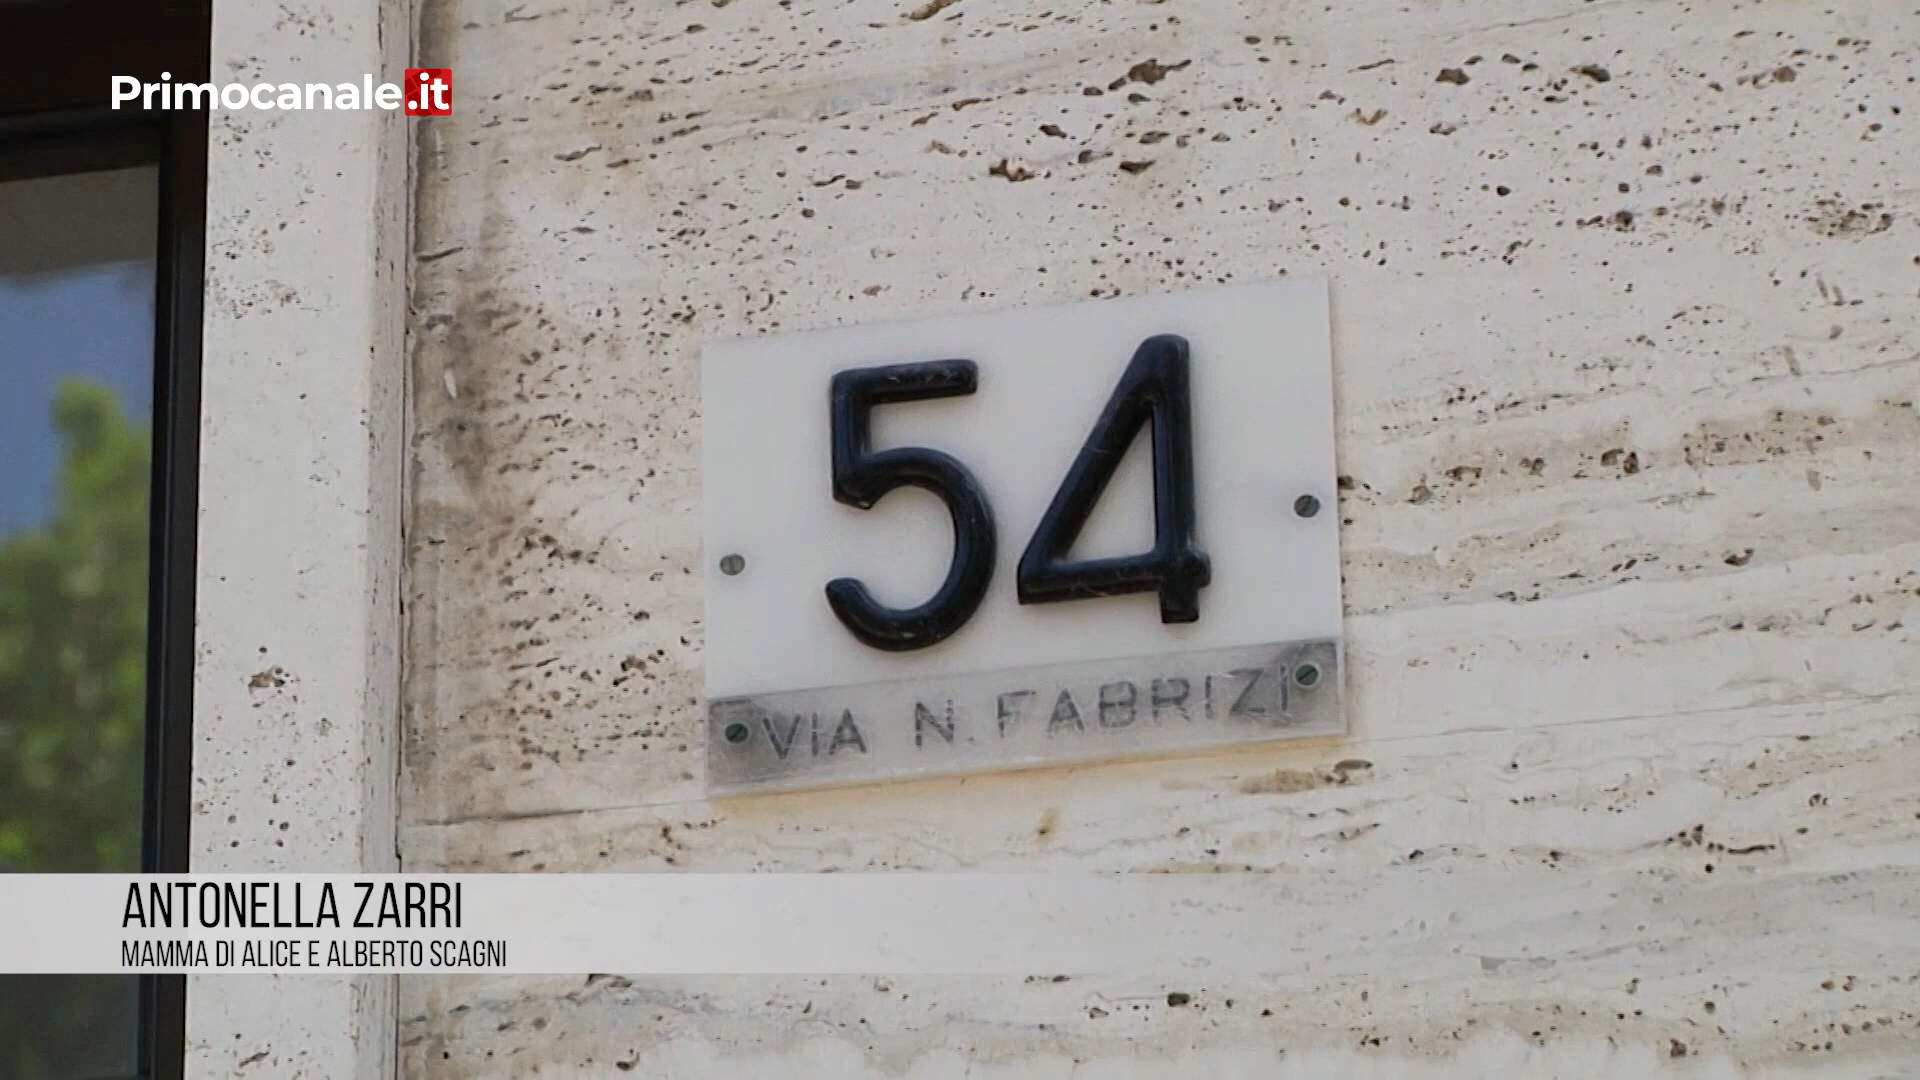 Primocanale.it
54
VIA N. FABRIZI
ANTONELLA ZARRI
MAMMA DI ALICE E ALBERTO SCAGNI